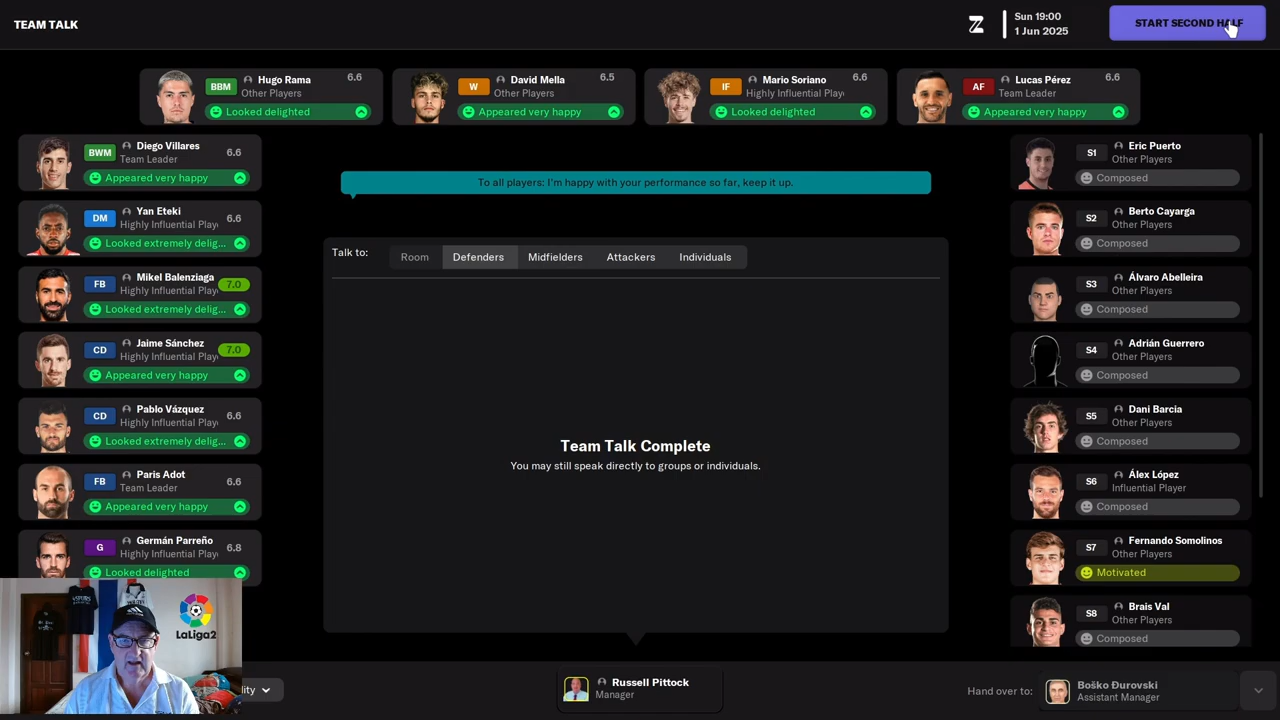 TEAM TALK
Sun 19:00
1 Jun 2025
START SECOND HALF
BBM
Hugo Rama
Other Players
6.6
Looked delighted
W
David Mella
Other Players
6.5
Appeared very happy
IF
Mario Soriano
Highly Influential Play
6.6
Looked delighted
AF
Lucas Pérez
Team Leader
6.6
Appeared very happy
BWM
Diego Villares
Team Leader
6.6
Appeared very happy
DM
Yan Eteki
Highly Influential Play
6.6
Looked extremely delig...
FB
Mikel Balenziaga
Highly Influential Play
7.0
Looked extremely delig...
CD
Jaime Sánchez
Highly Influential Play
7.0
Appeared very happy
CD
Pablo Vázquez
Highly Influential Play
6.6
Looked extremely delig...
FB
Paris Adot
Team Leader
6.6
Appeared very happy
G
Germán Parreño
Highly Influential Play
6.8
Looked delighted
To all players: I'm happy with your performance so far, keep it up.
Talk to:
Room
Defenders
Midfielders
Attackers
Individuals
Team Talk Complete
You may still speak directly to groups or individuals.
S1
Eric Puerto
Other Players
Composed
S2
Berto Cayarga
Other Players
Composed
S3
Álvaro Abelleira
Other Players
Composed
S4
Adrián Guerrero
Other Players
Composed
S5
Dani Barcia
Other Players
Composed
S6
Álex López
Influential Player
Composed
S7
Fernando Somolinos
Other Players
Motivated
S8
Brais Val
Other Players
Composed
LaLiga2
lity
Russell Pittock
Manager
Hand over to:
Boško Đurovski
Assistant Manager